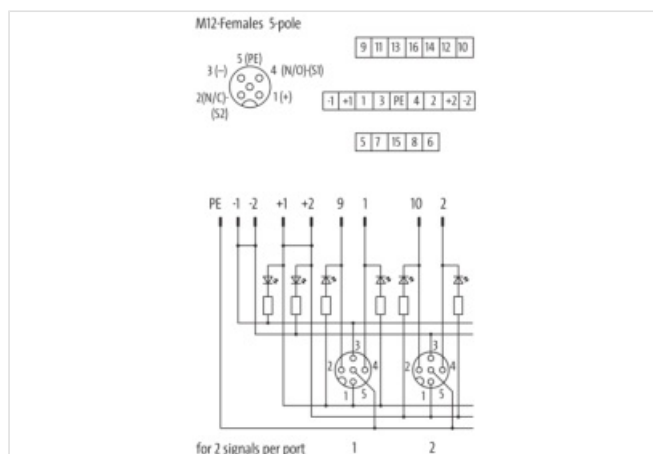 M12-Females 5-pole
5 (PE)
3 (–)
4 (N/O)-(S1)
2(N/C)-
(S2)
1 (+)
9 11 13 16 14 12 10
-1 +1 1 3 PE 4 2 +2 -2
5 7 15 8 6
PE -1 -2 +1 +2 9 1 10 2
3 3
2 4 2 4
1 5 1 5
for 2 signals per port 1 2